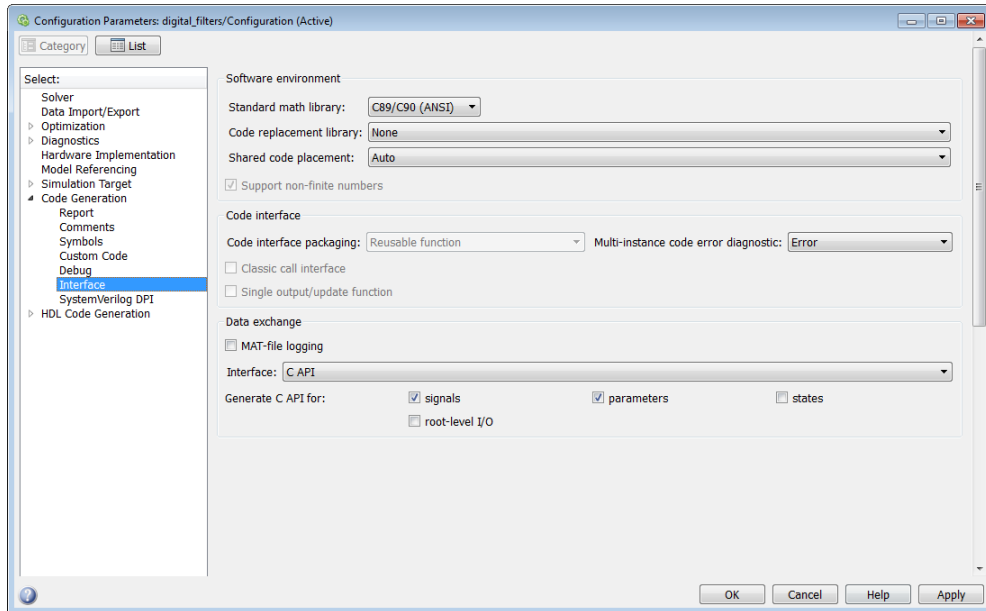 Configuration Parameters: digital_filters/Configuration (Active)
Category List
Select:
Solver
Data Import/Export
Optimization
Diagnostics
Hardware Implementation
Model Referencing
Simulation Target
Code Generation
Report
Comments
Symbols
Custom Code
Debug
Interface
SystemVerilog DPI
HDL Code Generation
Software environment
Standard math library: C89/C90 (ANSI)
Code replacement library: None
Shared code placement: Auto
Support non-finite numbers
Code interface
Code interface packaging: Reusable function Multi-instance code error diagnostic: Error
Classic call interface
Single output/update function
Data exchange
MAT-file logging
Interface: C API
Generate C API for: signals parameters states
root-level I/O
OK Cancel Help Apply